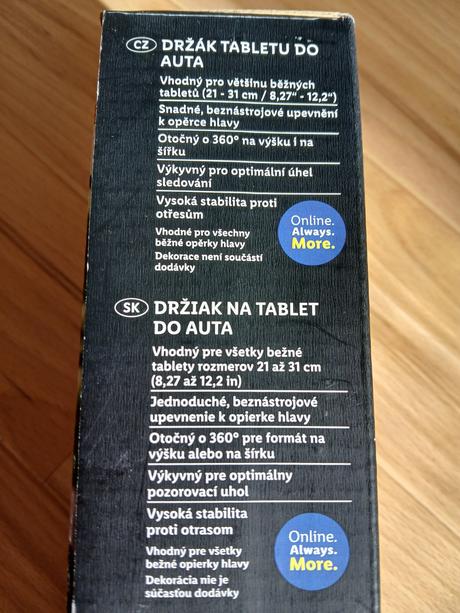 CZ DRŽÁK TABLETU DO
AUTA
Vhodný pro většinu běžných
tabletů (21 - 31 cm / 8,27“ - 12,2“)
Snadné, beznástrojové upevnění
k opěrce hlavy
Otočný o 360° na výšku i na
šířku
Výkyvný pro optimální úhel
sledování
Vysoká stabilita proti
otřesům
Vhodné pro všechny
běžné opěrky hlavy
Dekorace není součástí
dodávky
Online.
Always.
More.
SK DRŽIAK NA TABLET
DO AUTA
Vhodný pre všetky bežné
tablety rozmerov 21 až 31 cm
(8,27 až 12,2 in)
Jednoduché, beznástrojové
upevnenie k opierke hlavy
Otočný o 360° pre formát na
výšku alebo na šírku
Výkyvný pre optimálny
pozorovací uhol
Vysoká stabilita
proti otrasom
Vhodný pre všetky
bežné opierky hlavy
Dekorácia nie je
súčasťou dodávky
Online.
Always.
More.